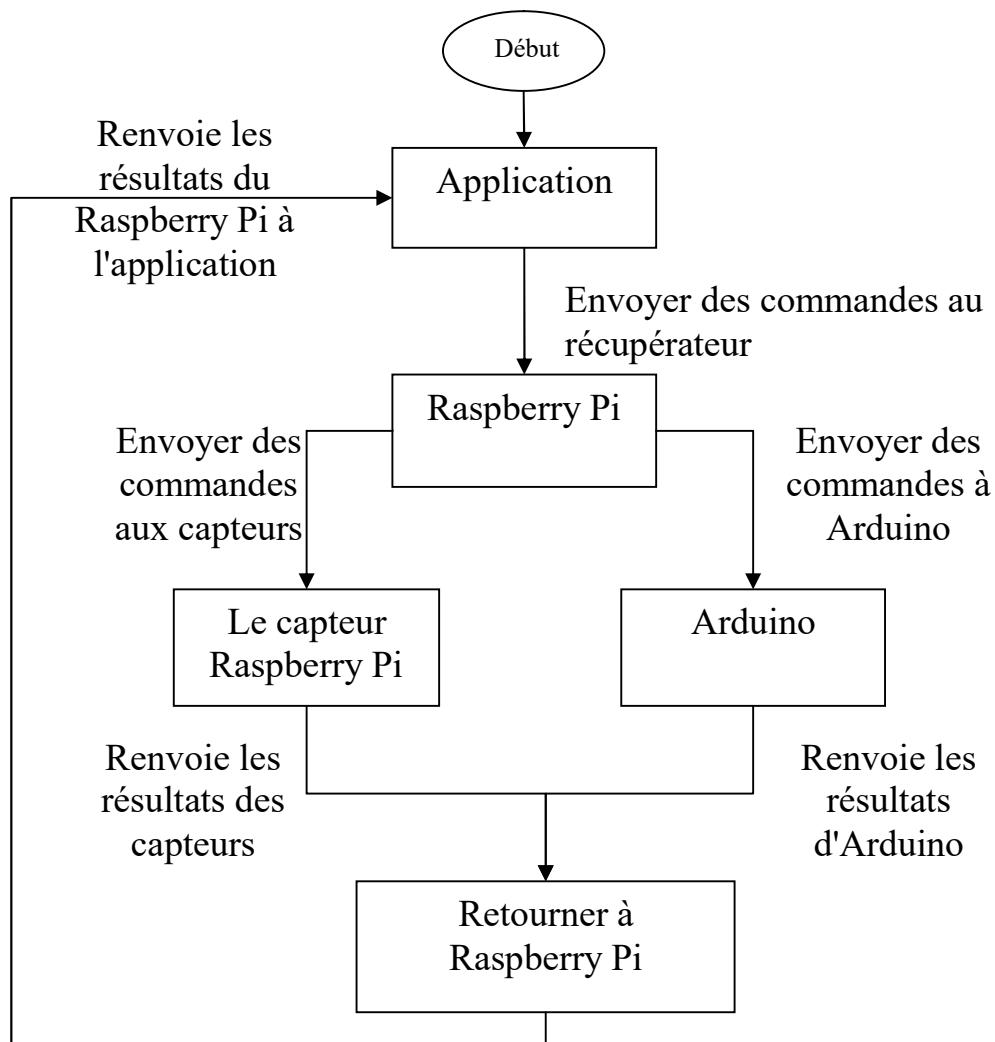 Début
Renvoie les
résultats du
Raspberry Pi à
l'application
Application
Envoyer des commandes au
récupérateur
Raspberry Pi
Envoyer des
commandes
aux capteurs
Envoyer des
commandes à
Arduino
Le capteur
Raspberry Pi
Arduino
Renvoie les
résultats des
capteurs
Renvoie les
résultats
d'Arduino
Retourner à
Raspberry Pi